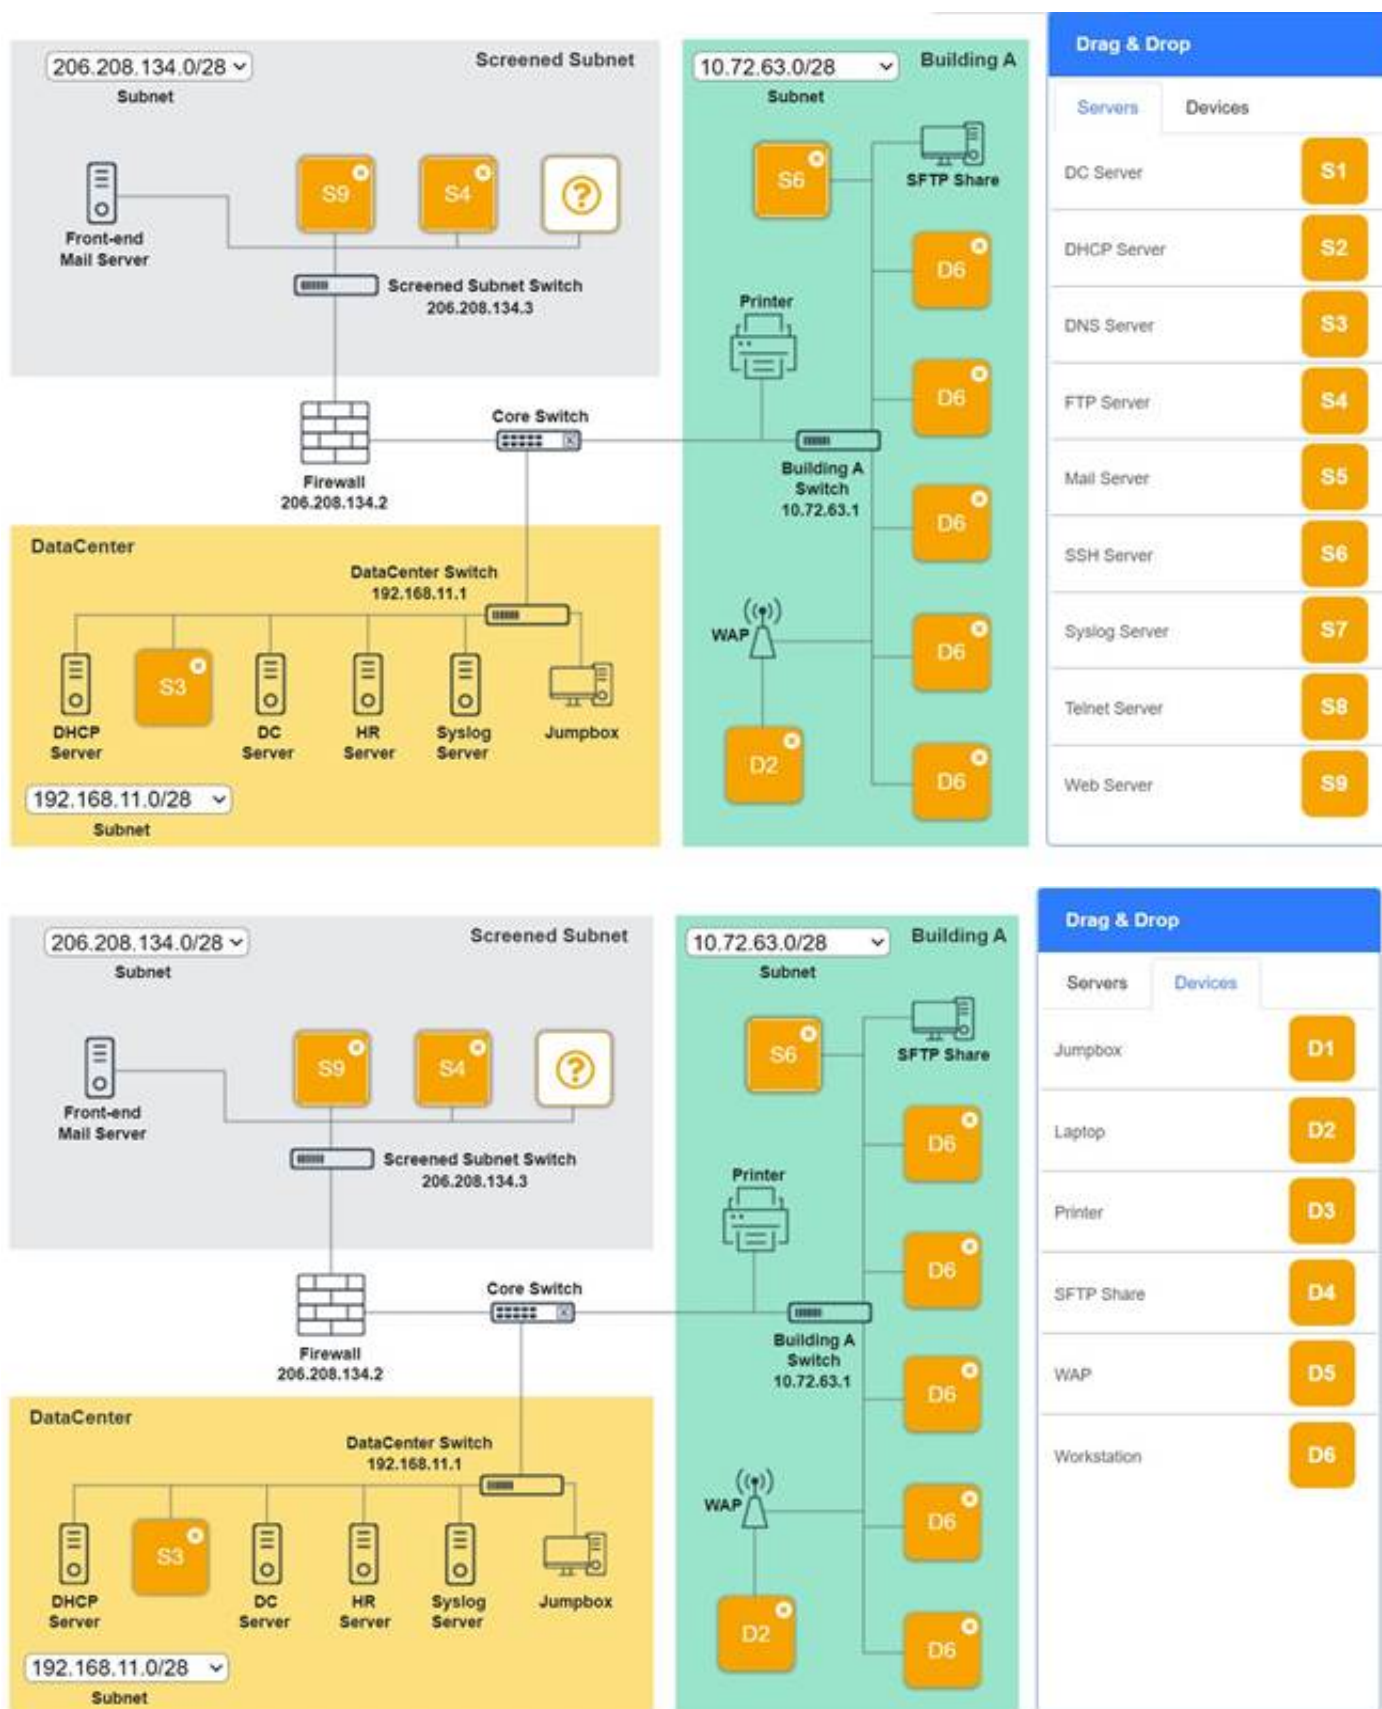 206.208.134.0/28
Subnet
Screened Subnet
Front-end
Mail Server
S9
S4
?
Screened Subnet Switch
206.208.134.3
Firewall
206.208.134.2
Core Switch
DataCenter
DataCenter Switch
192.168.11.1
DHCP
Server
S3
DC
Server
HR
Server
Syslog
Server
Jumpbox
192.168.11.0/28
Subnet
10.72.63.0/28
Subnet
Building A
S6
SFTP Share
D6
Printer
D6
Building A
Switch
10.72.63.1
D6
WAP
D6
D2
D6
Drag & Drop
Servers Devices
DC Server S1
DHCP Server S2
DNS Server S3
FTP Server S4
Mail Server S5
SSH Server S6
Syslog Server S7
Telnet Server S8
Web Server S9
206.208.134.0/28
Subnet
Screened Subnet
Front-end
Mail Server
S9
S4
?
Screened Subnet Switch
206.208.134.3
Firewall
206.208.134.2
Core Switch
DataCenter
DataCenter Switch
192.168.11.1
DHCP
Server
S3
DC
Server
HR
Server
Syslog
Server
Jumpbox
192.168.11.0/28
Subnet
10.72.63.0/28
Subnet
Building A
S6
SFTP Share
D6
Printer
D6
Building A
Switch
10.72.63.1
D6
WAP
D6
D2
D6
Drag & Drop
Servers Devices
Jumpbox D1
Laptop D2
Printer D3
SFTP Share D4
WAP D5
Workstation D6